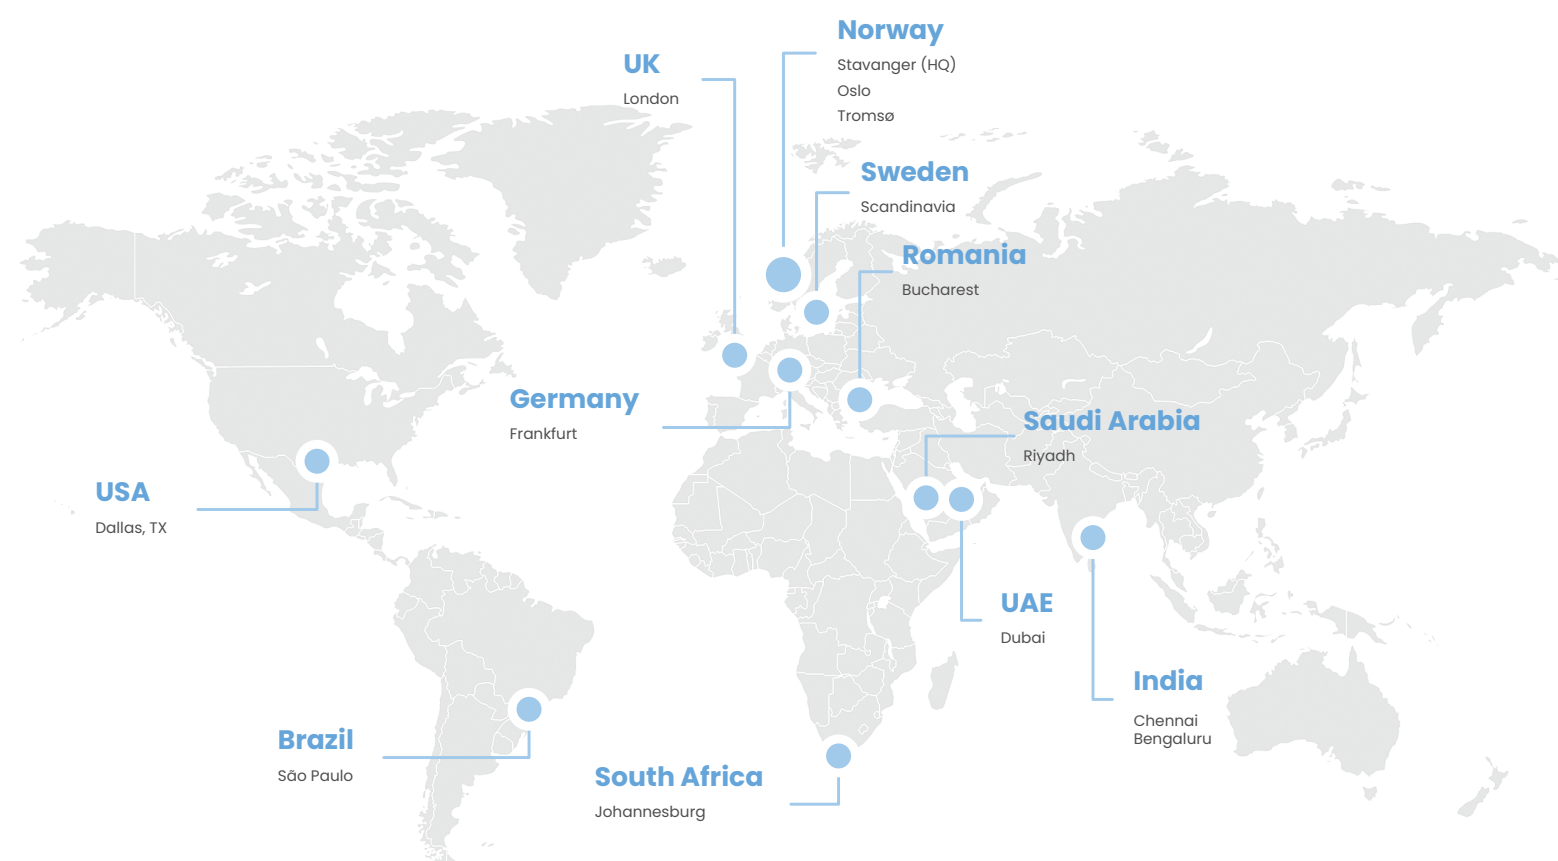 Norway
Stavanger (HQ)
Oslo
Tromsø
UK
London
Sweden
Scandinavia
Romania
Bucharest
Germany
Frankfurt
Saudi Arabia
Riyadh
USA
Dallas, TX
UAE
Dubai
India
Chennai
Bengaluru
Brazil
São Paulo
South Africa
Johannesburg